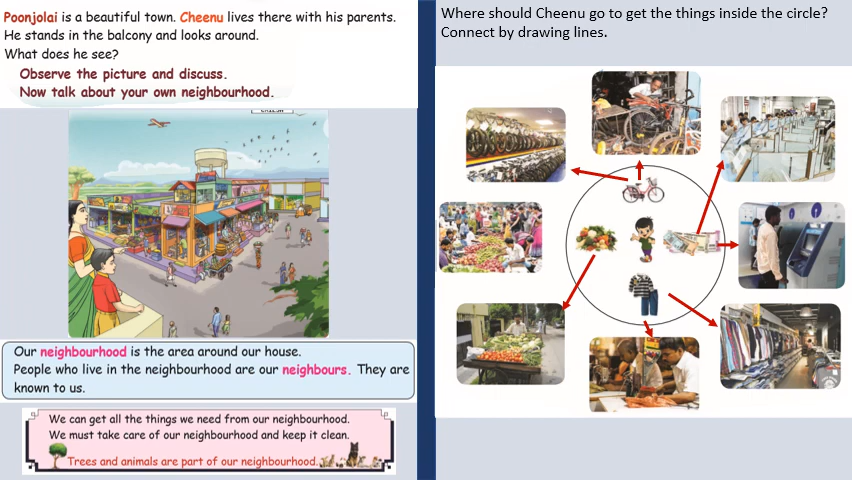 Poonjolai is a beautiful town. Cheenu lives there with his parents.
He stands in the balcony and looks around.
What does he see?
Observe the picture and discuss.
Now talk about your own neighbourhood.
Our neighbourhood is the area around our house.
People who live in the neighbourhood are our neighbours. They are
known to us.
We can get all the things we need from our neighbourhood.
We must take care of our neighbourhood and keep it clean.
Trees and animals are part of our neighbourhood.
Where should Cheenu go to get the things inside the circle?
Connect by drawing lines.